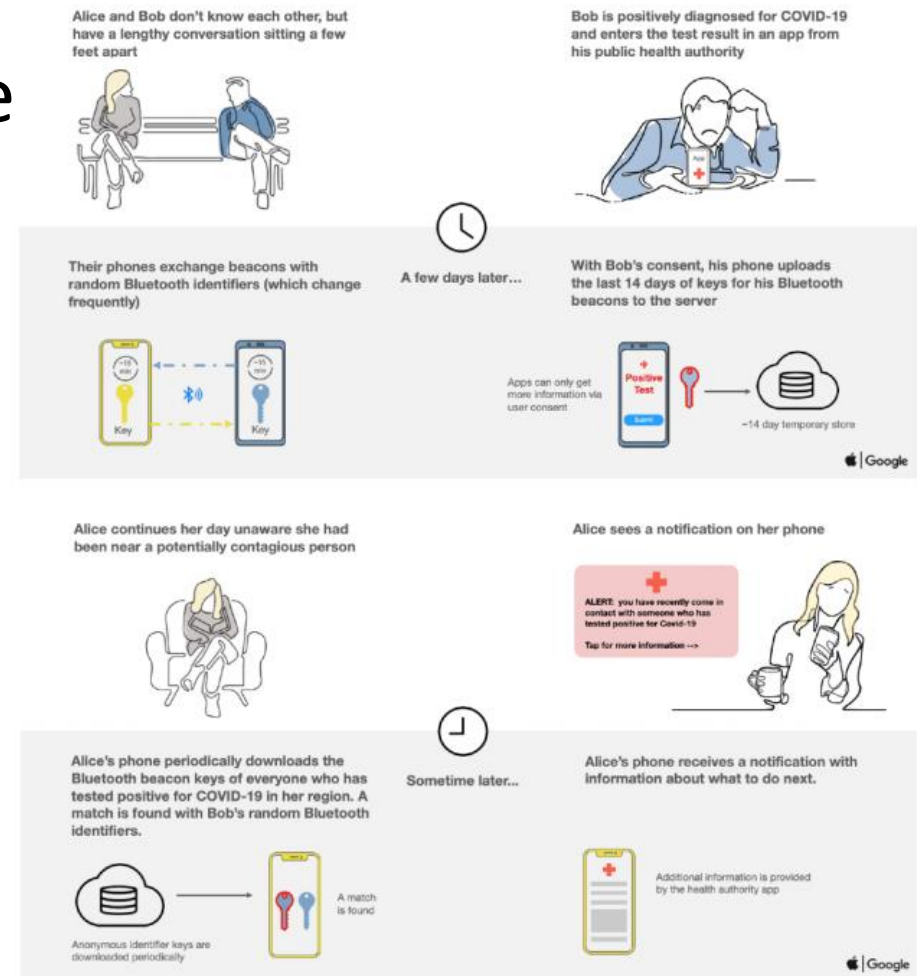 e
Alice and Bob don't know each other, but
have a lengthy conversation sitting a few
feet apart
Bob is positively diagnosed for COVID-19
and enters the test result in an app from
his public health authority
App
Their phones exchange beacons with
random Bluetooth identifiers (which change
frequently)
~15
min
Key
~15
min
Key
A few days later…
With Bob's consent, his phone uploads
the last 14 days of keys for his Bluetooth
beacons to the server
Apps can only get
more information via
user consent
Positive
Test
Submit
~14 day temporary store
| Google
Alice continues her day unaware she had
been near a potentially contagious person
Alice sees a notification on her phone
ALERT: you have recently come in
contact with someone who has
tested positive for Covid-19
Tap for more information -->
Alice's phone periodically downloads the
Bluetooth beacon keys of everyone who has
tested positive for COVID-19 in her region. A
match is found with Bob's random Bluetooth
identifiers.
Anonymous identifier keys are
downloaded periodically
A match
is found
Sometime later...
Alice's phone receives a notification with
information about what to do next.
Additional information is provided
by the health authority app
| Google